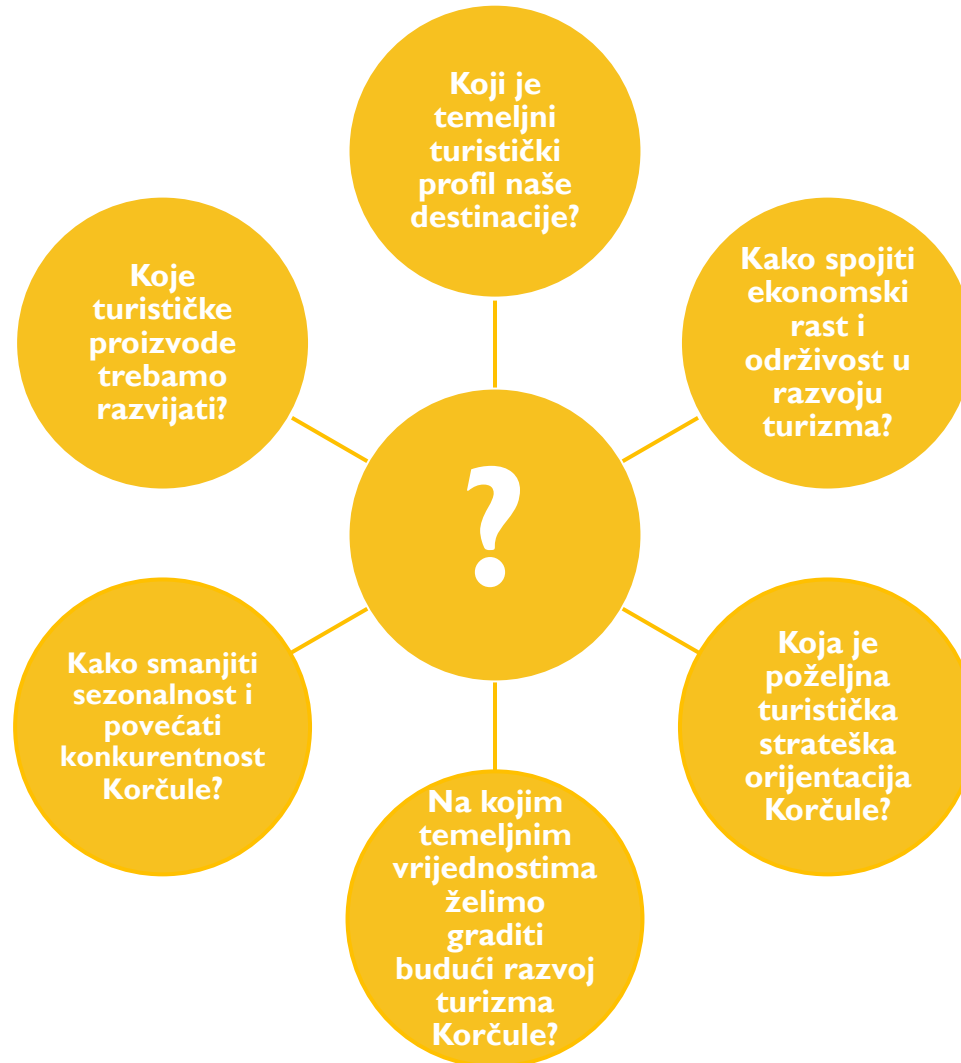 Koji je
temeljni
turistički
profil naše
destinacije?
Kako spojiti
ekonomski
rast i
održivost u
razvoju
turizma?
Koja je
poželjna
turistička
strateška
orijentacija
Korčule?
Na kojim
temeljnim
vrijednostima
želimo
graditi
budući razvoj
turizma
Korčule?
Kako smanjiti
sezonalnost i
povećati
konkurentnost
Korčule?
Koje
turističke
proizvode
trebamo
razvijati?
?